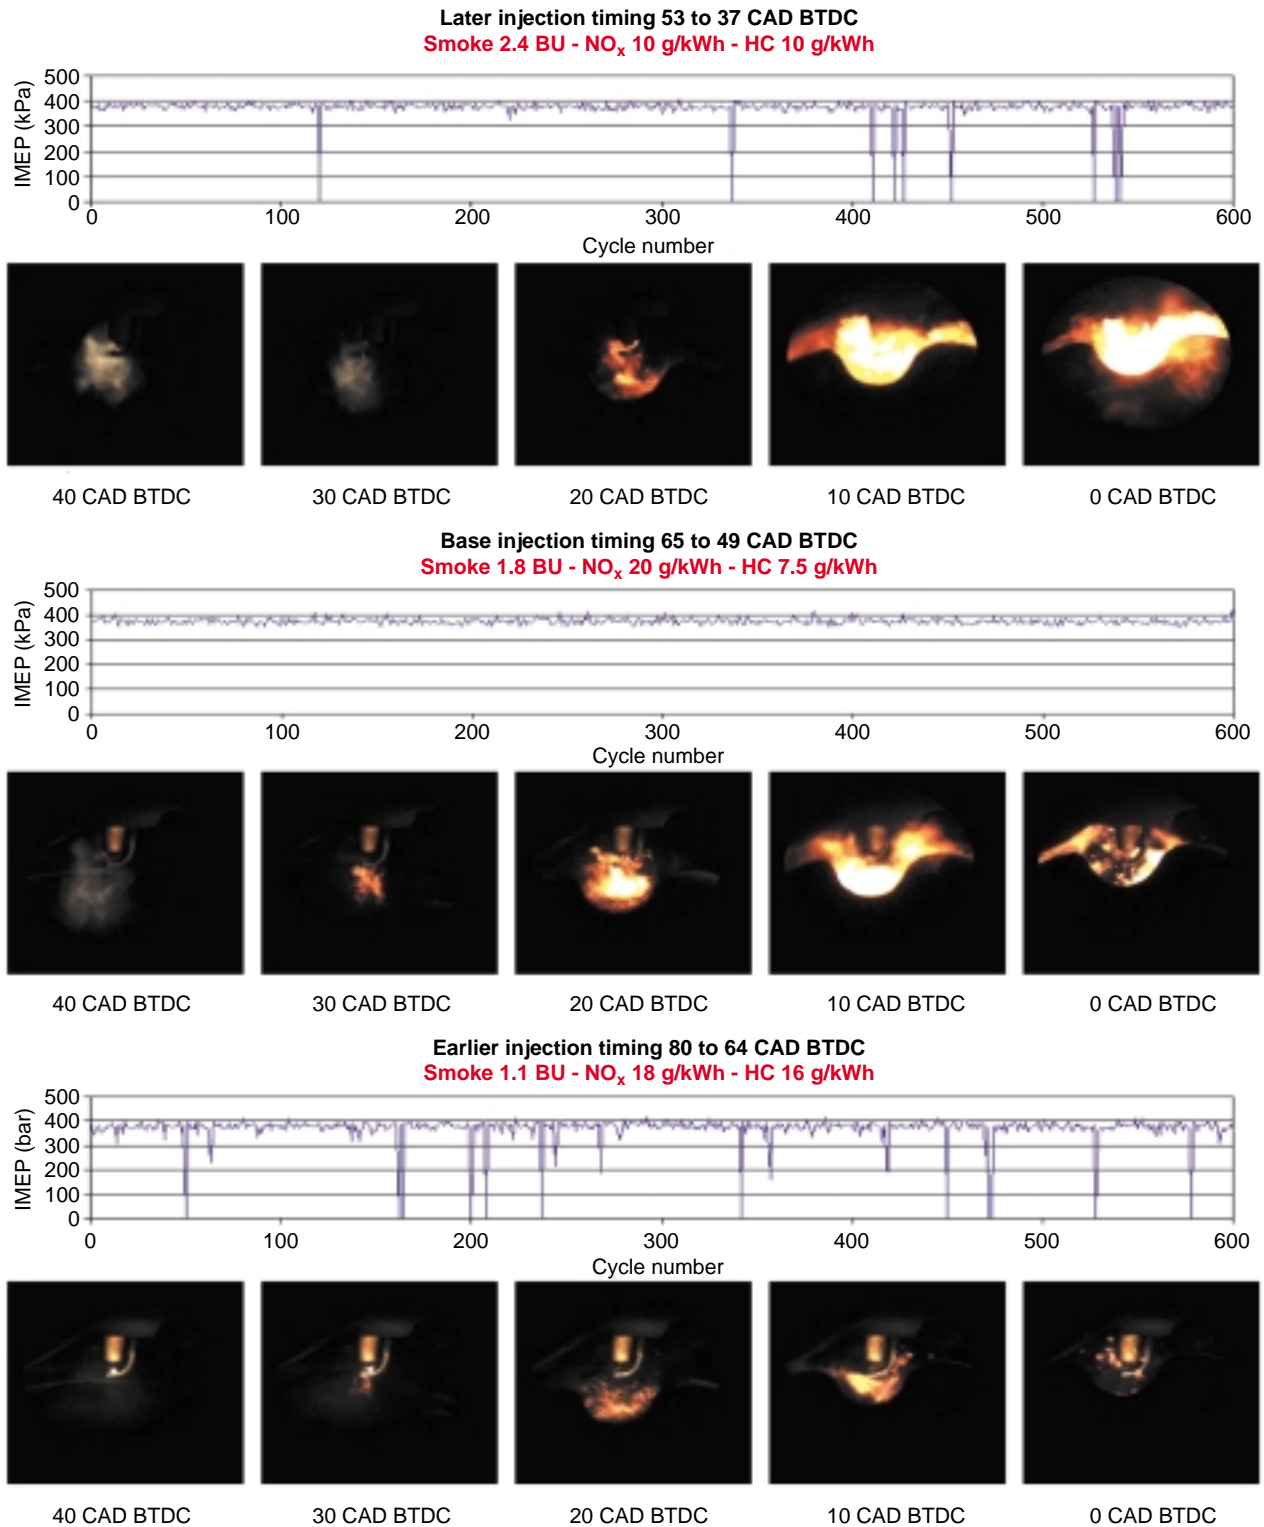 Later injection timing 53 to 37 CAD BTDC
Smoke 2.4 BU - NOx 10 g/kWh - HC 10 g/kWh
IMEP (kPa)
500
400
300
200
100
0
0 100 200 300 400 500 600
Cycle number
40 CAD BTDC 30 CAD BTDC 20 CAD BTDC 10 CAD BTDC 0 CAD BTDC
Base injection timing 65 to 49 CAD BTDC
Smoke 1.8 BU - NOx 20 g/kWh - HC 7.5 g/kWh
IMEP (kPa)
500
400
300
200
100
0
0 100 200 300 400 500 600
Cycle number
40 CAD BTDC 30 CAD BTDC 20 CAD BTDC 10 CAD BTDC 0 CAD BTDC
Earlier injection timing 80 to 64 CAD BTDC
Smoke 1.1 BU - NOx 18 g/kWh - HC 16 g/kWh
IMEP (bar)
500
400
300
200
100
0
0 100 200 300 400 500 600
Cycle number
40 CAD BTDC 30 CAD BTDC 20 CAD BTDC 10 CAD BTDC 0 CAD BTDC